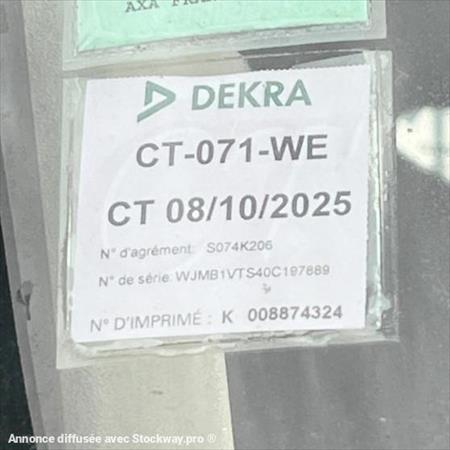 AXA
DEKRA
CT-071-WE
CT 08/10/2025
N° d'agrément: S074K206
N° de série: WJMB1VTS40C197889
N° D'IMPRIMÉ : K 008874324
Annonce diffusée avec Stockway.pro ®